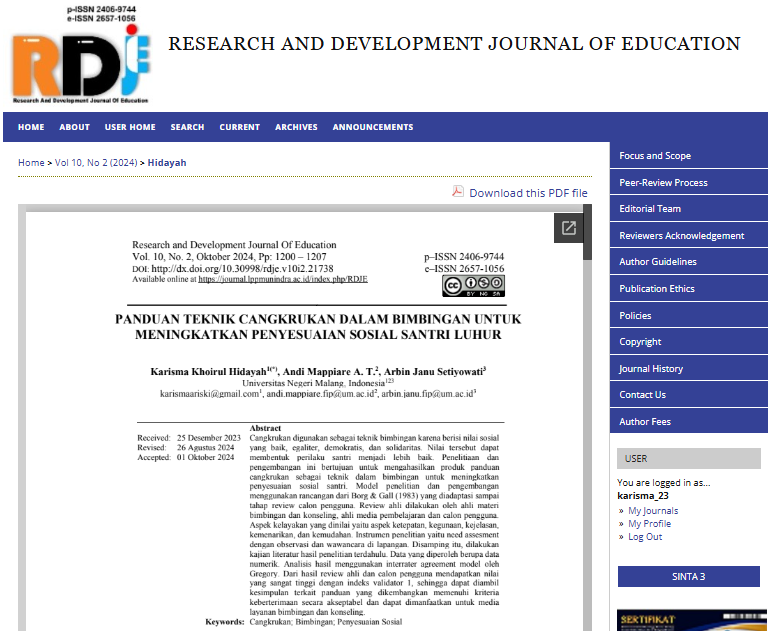 p-ISSN 2406-9744
e-ISSN 2657-1056
RDJE
Research And Development Journal Of Education
RESEARCH AND DEVELOPMENT JOURNAL OF EDUCATION
HOME ABOUT USER HOME SEARCH CURRENT ARCHIVES ANNOUNCEMENTS
Home > Vol 10, No 2 (2024) > Hidayah
Download this PDF file
Research and Development Journal Of Education
Vol. 10, No. 2, Oktober 2024, Pp: 1200 – 1207
DOI: http://dx.doi.org/10.30998/rdje.v10i2.21738
Available online at https://journal.lppmunindra.ac.id/index.php/RDJE
p–ISSN 2406-9744
e–ISSN 2657-1056
cc BY NC SA
PANDUAN TEKNIK CANGKRUKAN DALAM BIMBINGAN UNTUK
MENINGKATKAN PENYESUAIAN SOSIAL SANTRI LUHUR
Karisma Khoirul Hidayah1(*), Andi Mappiare A. T.2, Arbin Janu Setiyowati3
Universitas Negeri Malang, Indonesia123
karismaariski@gmail.com1, andi.mappiare.fip@um.ac.id2, arbin.janu.fip@um.ac.id3
Received: 25 Desember 2023
Revised: 26 Agustus 2024
Accepted: 01 Oktober 2024
Abstract
Cangkrukan digunakan sebagai teknik bimbingan karena berisi nilai sosial
yang baik, egaliter, demokratis, dan solidaritas. Nilai tersebut dapat
membentuk perilaku santri menjadi lebih baik. Penelitiaan dan
pengembangan ini bertujuan untuk menghasilkan produk panduan
cangkrukan sebagai teknik dalam bimbingan untuk meningkatkan
penyesuaian sosial santri. Model penelitian dan pengembangan
menggunakan rancangan dari Borg & Gall (1983) yang diadaptasi sampai
tahap review calon pengguna. Review ahli dilakukan oleh ahli materi
bimbingan dan konseling, ahli media pembelajaran dan calon pengguna.
Aspek kelayakan yang dinilai yaitu aspek ketepatan, kegunaan, kejelasan,
kemenarikan, dan kemudahan. Instrumen penelitian yaitu need assesment
dengan observasi dan wawancara di lapangan. Disamping itu, dilakukan
kajian literatur hasil penelitian terdahulu. Data yang diperoleh berupa data
numerik. Analisis hasil menggunakan interrater agreement model oleh
Gregory. Dari hasil review ahli dan calon pengguna mendapatkan nilai
yang sangat tinggi dengan indeks validator 1, sehingga dapat diambil
kesimpulan terkait panduan yang dikembangkan memenuhi kriteria
keberterimaan secara akseptabel dan dapat dimanfaatkan untuk media
layanan bimbingan dan konseling.
Keywords: Cangkrukan; Bimbingan; Penyesuaian Sosial
Focus and Scope
Peer-Review Process
Editorial Team
Reviewers Acknowledgement
Author Guidelines
Publication Ethics
Policies
Copyright
Journal History
Contact Us
Author Fees
USER
You are logged in as...
karisma_23
» My Journals
» My Profile
» Log Out
SINTA 3
SERTIFIKAT